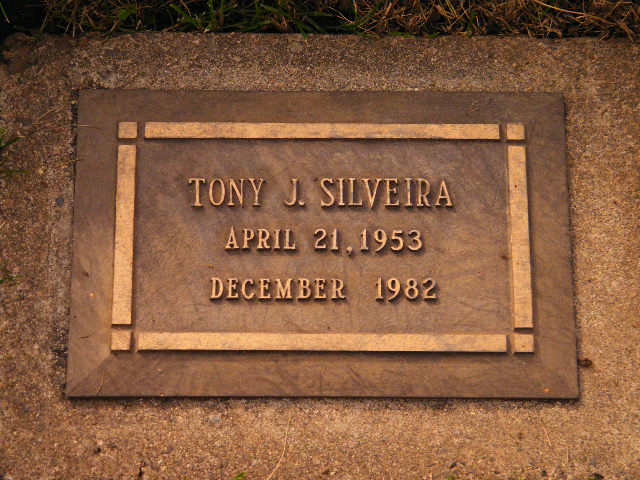 TONY J. SILVEIRA
APRIL 21, 1953
DECEMBER 1982